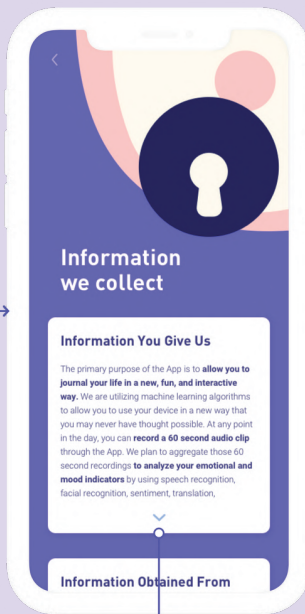 Information
we collect
Information You Give Us
The primary purpose of the App is to allow you to
journal your life in a new, fun, and interactive
way. We are utilizing machine learning algorithms
to allow you to use your device in a new way that
you may never have thought possible. At any point
in the day, you can record a 60 second audio clip
through the App. We plan to aggregate those 60
second recordings to analyze your emotional and
mood indicators by using speech recognition,
facial recognition, sentiment, translation,
Information Obtained From